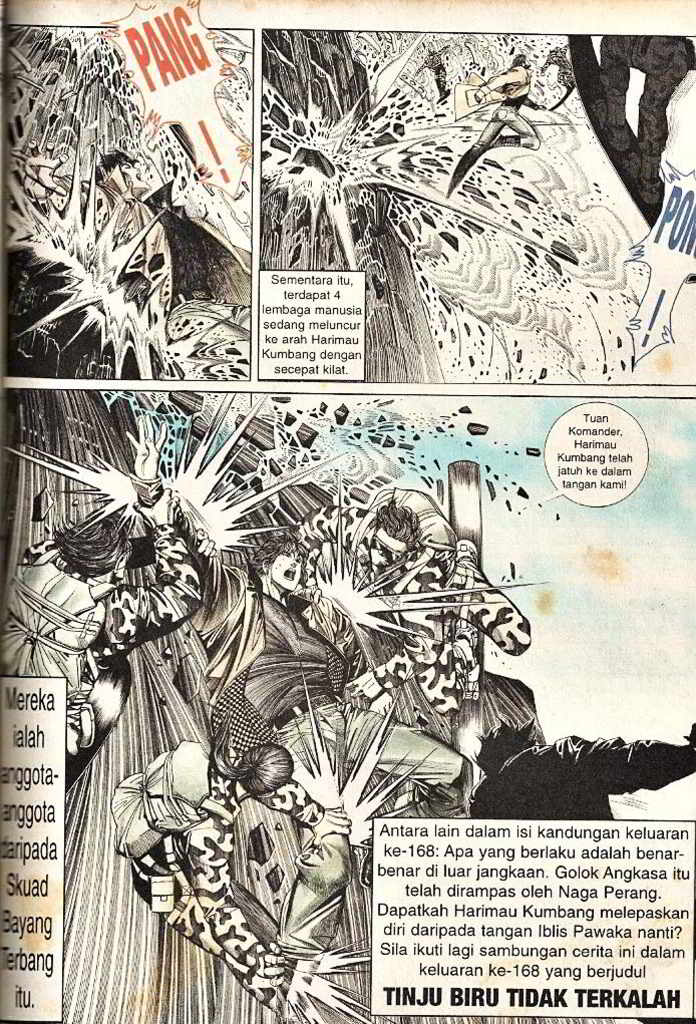 PANG
!
PON
!
Sementara itu,
terdapat 4
lembaga manusia
sedang meluncur
ke arah Harimau
Kumbang dengan
secepat kilat.
Tuan
Komander,
Harimau
Kumbang telah
jatuh ke dalam
tangan kami!
Mereka
ialah
anggota-
anggota
daripada
Skuad
Bayang
Terbang
itu.
Antara lain dalam isi kandungan keluaran
ke-168: Apa yang berlaku adalah benar-
benar di luar jangkaan. Golok Angkasa itu
telah dirampas oleh Naga Perang.
Dapatkah Harimau Kumbang melepaskan
diri daripada tangan Iblis Pawaka nanti?
Sila ikuti lagi sambungan cerita ini dalam
keluaran ke-168 yang berjudul
TINJU BIRU TIDAK TERKALAH